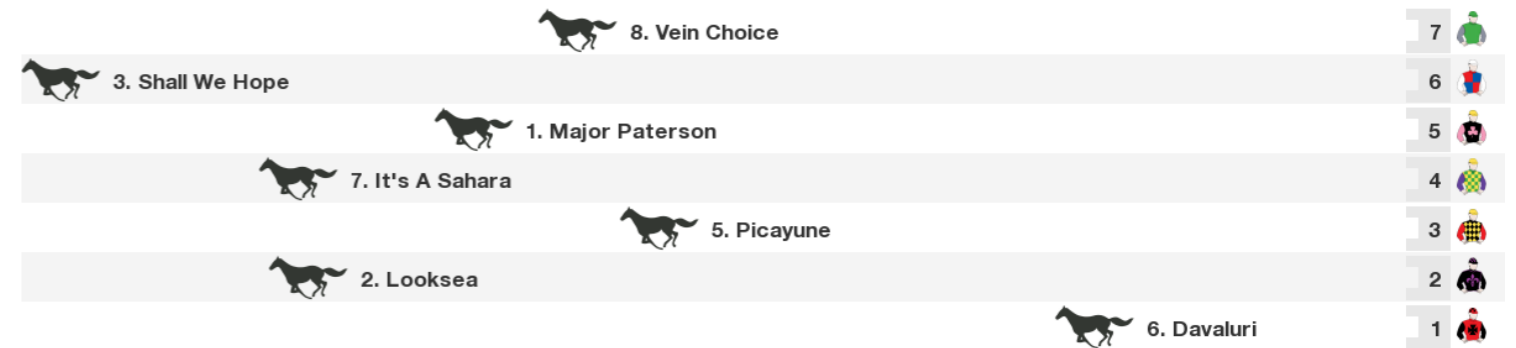 8. Vein Choice 7
3. Shall We Hope 6
1. Major Paterson 5
7. It's A Sahara 4
5. Picayune 3
2. Looksea 2
6. Davaluri 1